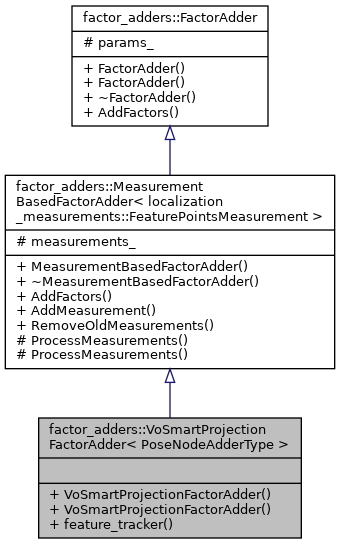 factor_adders::FactorAdder
# params_
+ FactorAdder()
+ FactorAdder()
+ ~FactorAdder()
+ AddFactors()
factor_adders::Measurement
BasedFactorAdder< localization
_measurements::FeaturePointsMeasurement >
# measurements_
+ MeasurementBasedFactorAdder()
+ ~MeasurementBasedFactorAdder()
+ AddFactors()
+ AddMeasurement()
+ RemoveOldMeasurements()
# ProcessMeasurements()
# ProcessMeasurements()
factor_adders::VoSmartProjection
FactorAdder< PoseNodeAdderType >
+ VoSmartProjectionFactorAdder()
+ VoSmartProjectionFactorAdder()
+ feature_tracker()